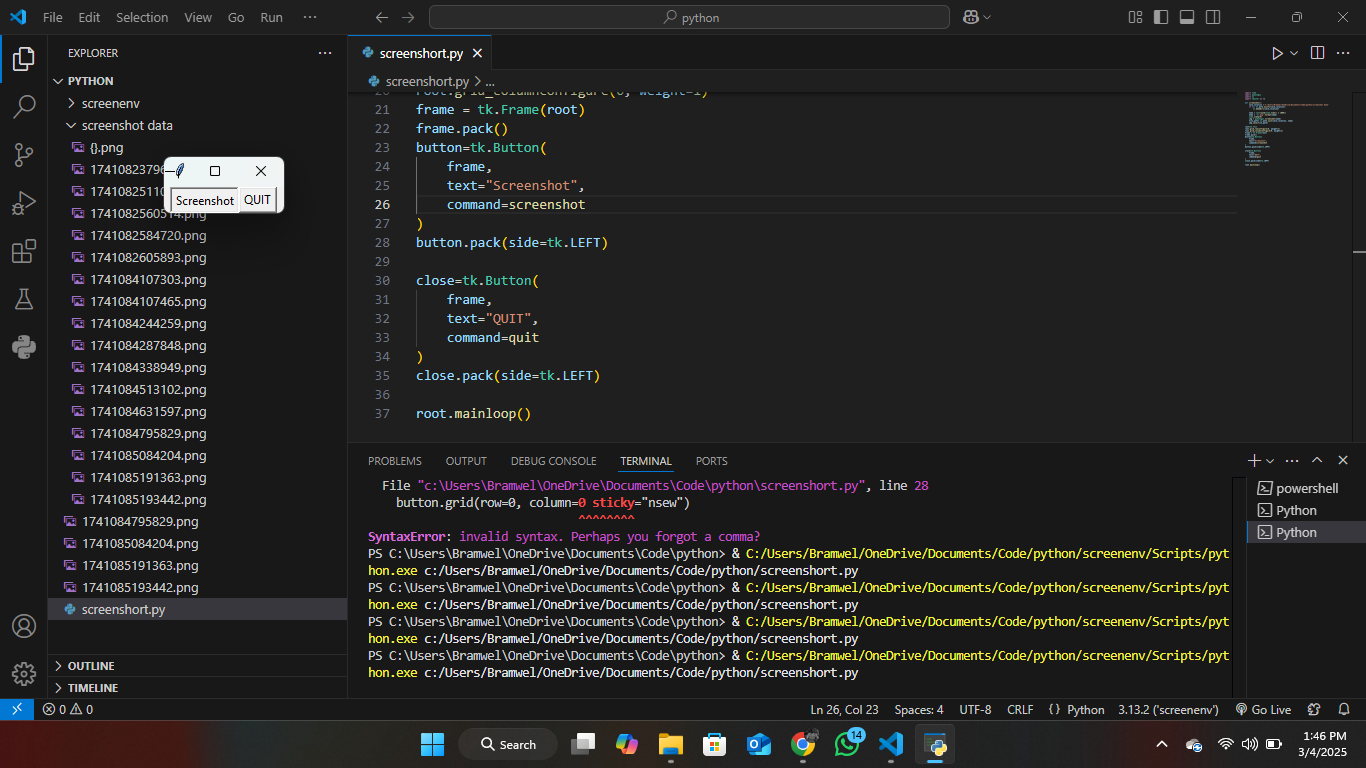 File Edit Selection View Go Run ···
python
EXPLORER
PYTHON
screenenv
screenshot data
{}.png
17410823796
17410825110
1741082560514.png
1741082584720.png
1741082605893.png
1741084107303.png
1741084107465.png
1741084244259.png
1741084287848.png
1741084338949.png
1741084513102.png
1741084631597.png
1741084795829.png
1741085084204.png
1741085191363.png
1741085193442.png
1741084795829.png
1741085084204.png
1741085191363.png
1741085193442.png
screenshort.py
OUTLINE
TIMELINE
Screenshot QUIT
screenshort.py
screenshort.py > ...
20 root.grid_columnconfigure(0, weight=1)
21 frame = tk.Frame(root)
22 frame.pack()
23 button=tk.Button(
24 frame,
25 text="Screenshot",
26 command=screenshot
27 )
28 button.pack(side=tk.LEFT)
29
30 close=tk.Button(
31 frame,
32 text="QUIT",
33 command=quit
34 )
35 close.pack(side=tk.LEFT)
36
37 root.mainloop()
PROBLEMS OUTPUT DEBUG CONSOLE TERMINAL PORTS
File "c:\Users\Bramwel\OneDrive\Documents\Code\python\screenshort.py", line 28
button.grid(row=0, column=0 sticky="nsew")
^^^^^^^^
SyntaxError: invalid syntax. Perhaps you forgot a comma?
PS C:\Users\Bramwel\OneDrive\Documents\Code\python> & C:/Users/Bramwel/OneDrive/Documents/Code/python/screenenv/Scripts/pyt
hon.exe c:/Users/Bramwel/OneDrive/Documents/Code/python/screenshort.py
PS C:\Users\Bramwel\OneDrive\Documents\Code\python> & C:/Users/Bramwel/OneDrive/Documents/Code/python/screenenv/Scripts/pyt
hon.exe c:/Users/Bramwel/OneDrive/Documents/Code/python/screenshort.py
PS C:\Users\Bramwel\OneDrive\Documents\Code\python> & C:/Users/Bramwel/OneDrive/Documents/Code/python/screenenv/Scripts/pyt
hon.exe c:/Users/Bramwel/OneDrive/Documents/Code/python/screenshort.py
PS C:\Users\Bramwel\OneDrive\Documents\Code\python> & C:/Users/Bramwel/OneDrive/Documents/Code/python/screenenv/Scripts/pyt
hon.exe c:/Users/Bramwel/OneDrive/Documents/Code/python/screenshort.py
powershell
Python
Python
0 0
Ln 26, Col 23 Spaces: 4 UTF-8 CRLF {} Python 3.13.2 ('screenenv') Go Live
Search
14
1:46 PM
3/4/2025